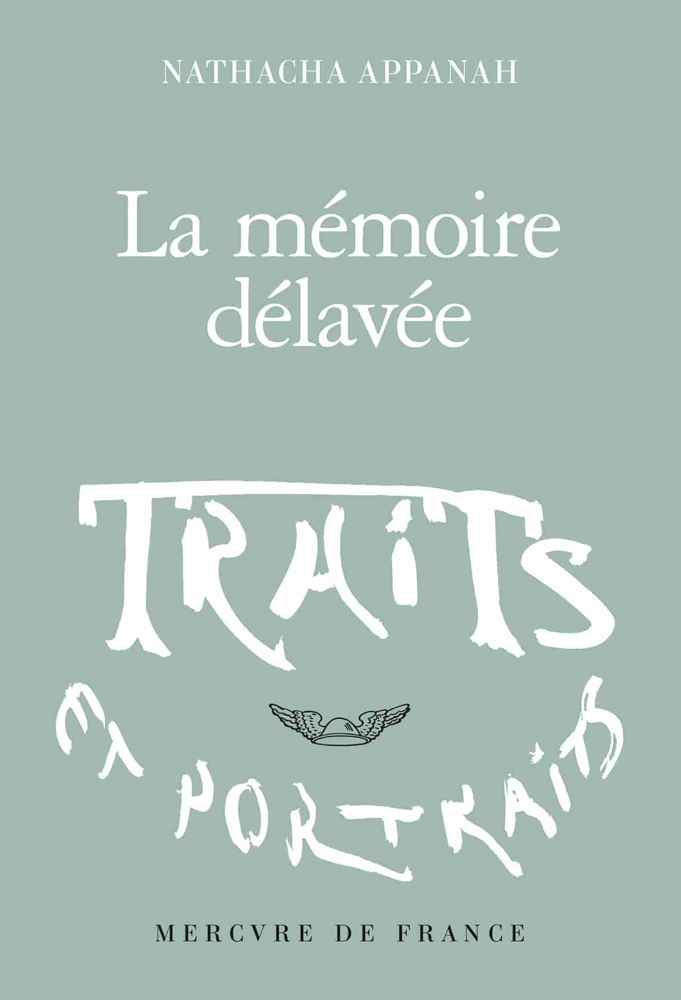 NATHACHA APPANAH
La mémoire
délavée
TRAiTS
ET PORTRAiTS
MERCVRE DE FRANCE